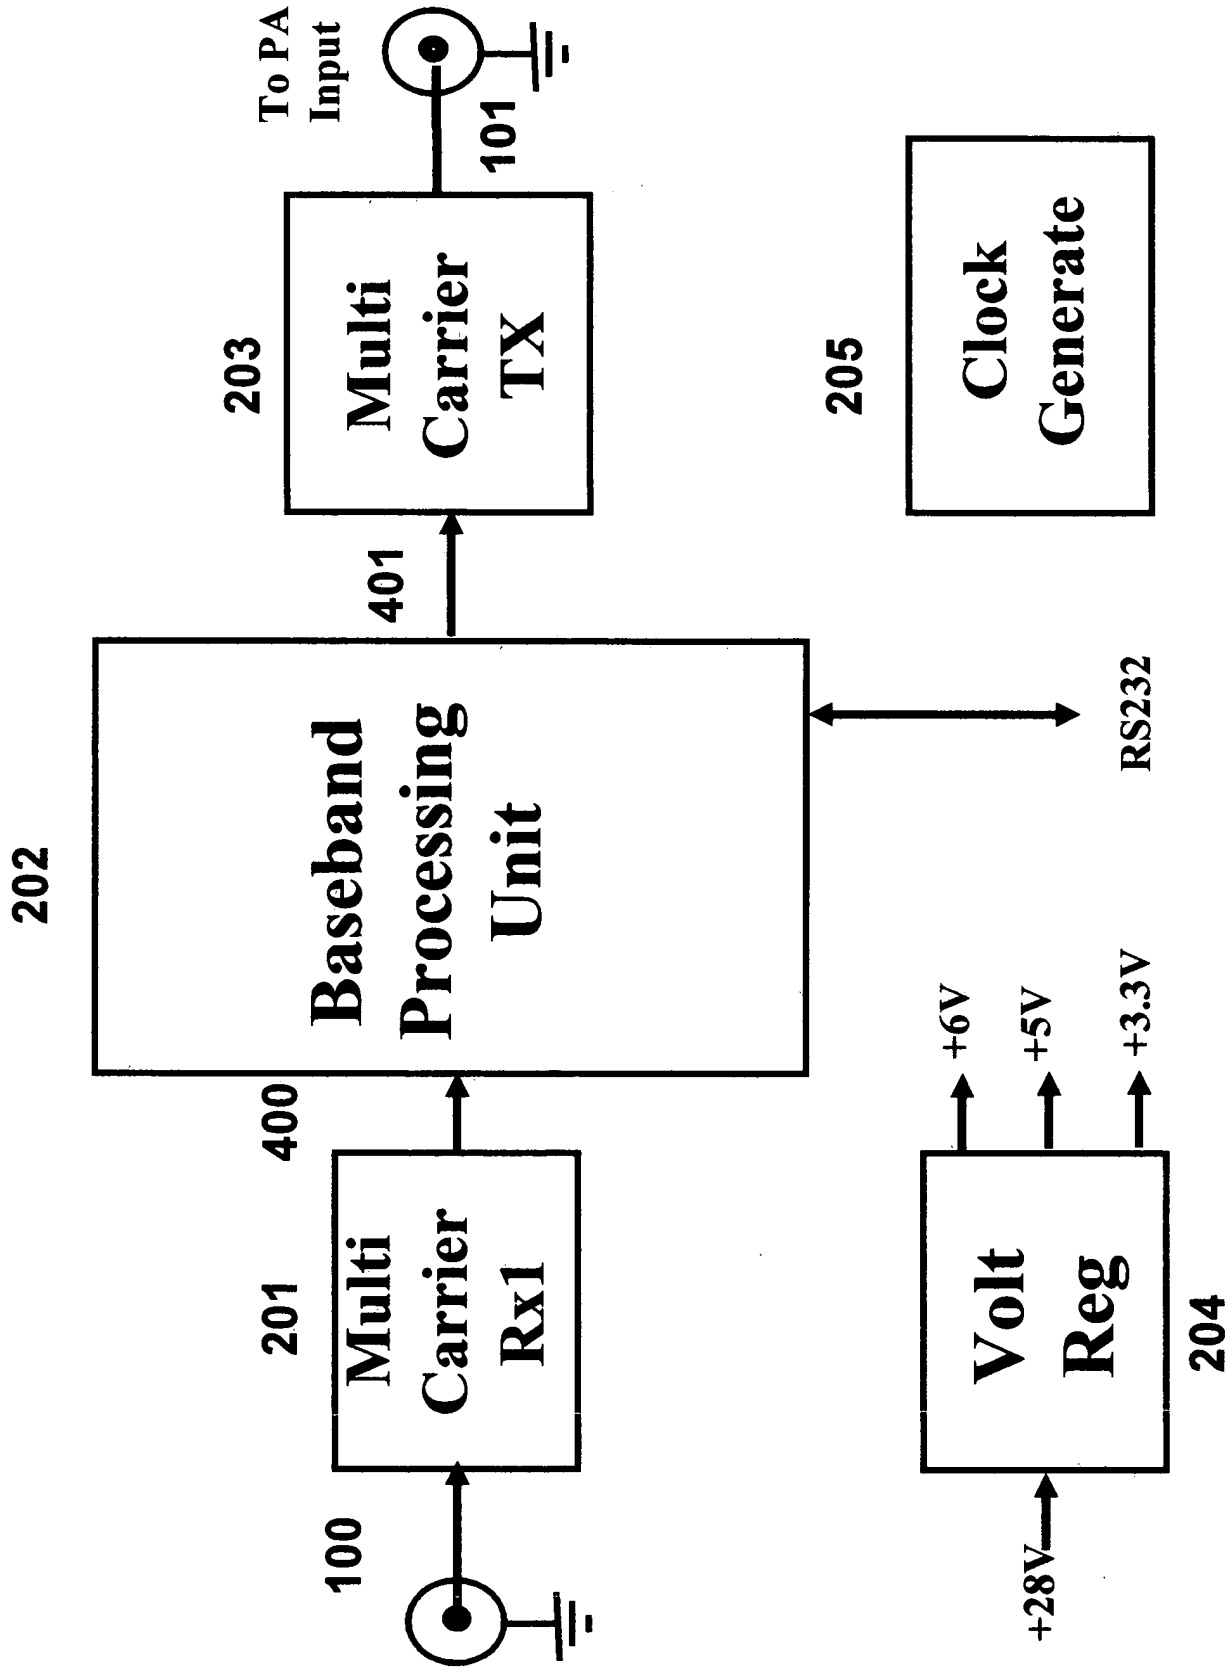 202
203
To PA
Input
201
400
401
100
Multi
Carrier
Rx1
Baseband
Processing
Unit
Multi
Carrier
TX
101
205
+28V
Volt
Reg
+6V
+5V
+3.3V
RS232
Clock
Generate
204